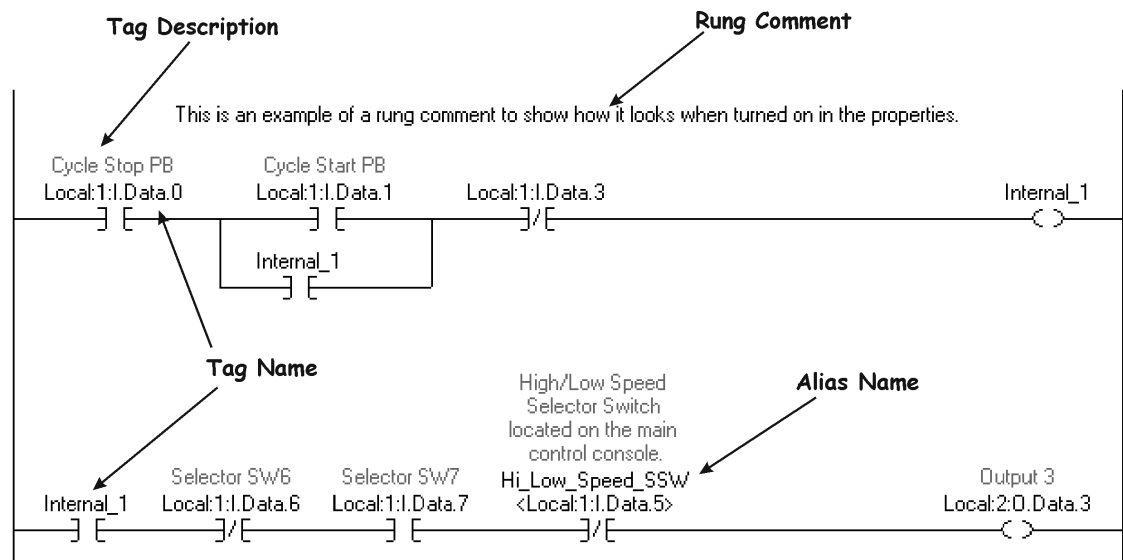 Tag Description
Rung Comment
This is an example of a rung comment to show how it looks when turned on in the properties.
Cycle Stop PB
Cycle Start PB
Local:1:I.Data.0
Local:1:I.Data.1
Local:1:I.Data.3
Internal_1
Internal_1
Tag Name
Alias Name
High/Low Speed
Selector Switch
located on the main
control console.
Selector SW6
Selector SW7
Hi_Low_Speed_SSW
Output 3
Internal_1
Local:1:I.Data.6
Local:1:I.Data.7
<Local:1:I.Data.5>
Local:2:O.Data.3